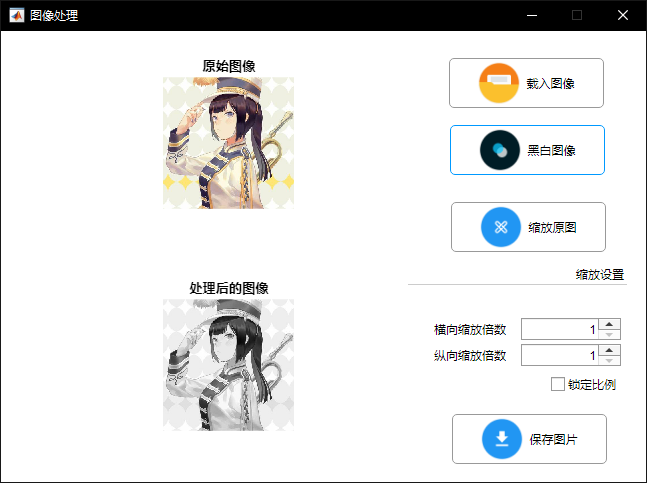 图像处理
原始图像
载入图像
黑白图像
缩放原图
缩放设置
处理后的图像
横向缩放倍数 1
纵向缩放倍数 1
锁定比例
保存图片